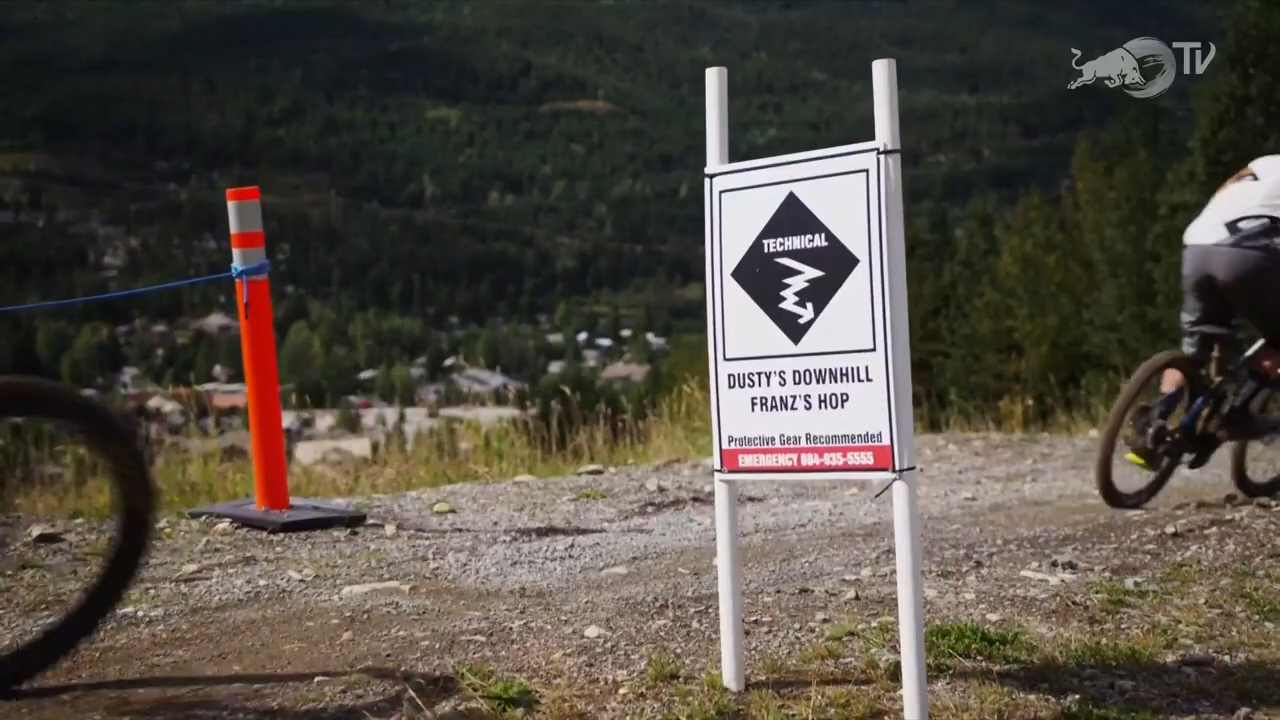 TV
TECHNICAL
DUSTY'S DOWNHILL
FRANZ'S HOP
Protective Gear Recommended
EMERGENCY 604-935-5555